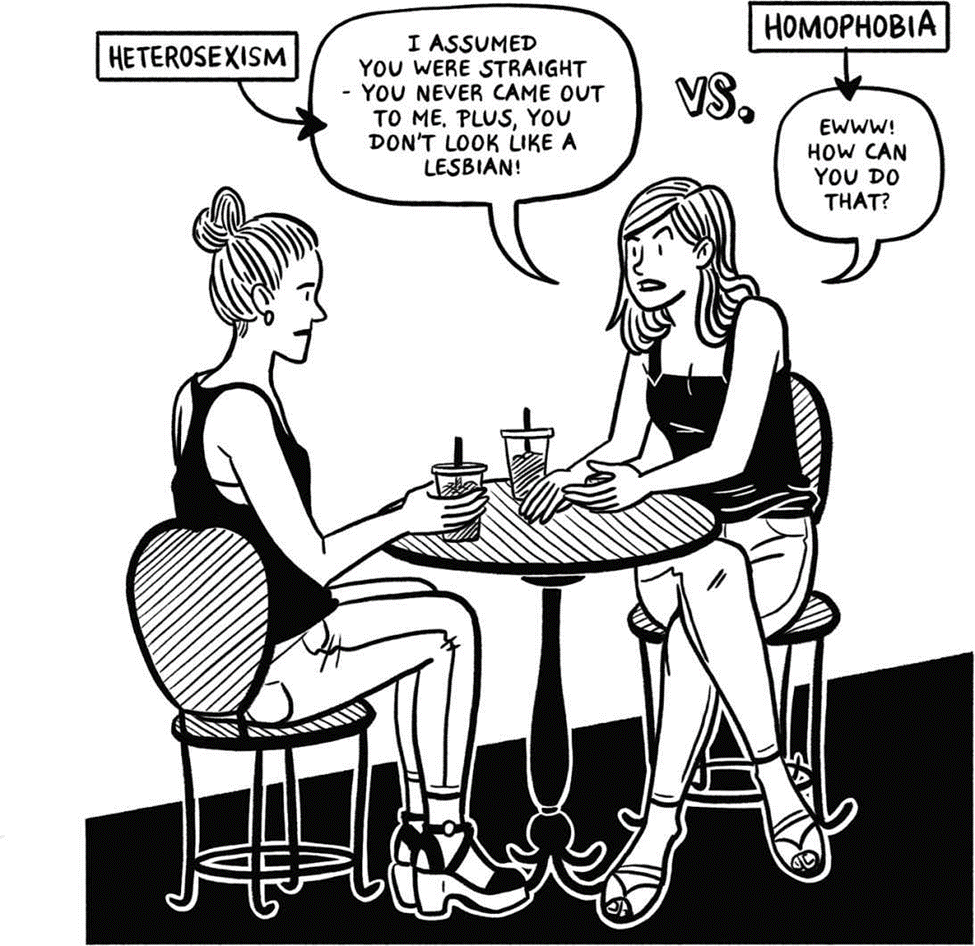 HETEROSEXISM
I ASSUMED
YOU WERE STRAIGHT
- YOU NEVER CAME OUT
TO ME. PLUS, YOU
DON'T LOOK LIKE A
LESBIAN!
VS.
HOMOPHOBIA
EWWW!
HOW CAN
YOU DO
THAT?